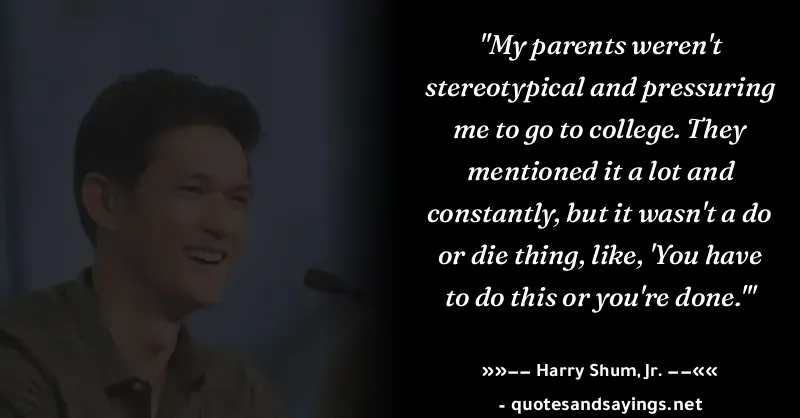 "My parents weren't
stereotypical and pressuring
me to go to college. They
mentioned it a lot and
constantly, but it wasn't a do
or die thing, like, 'You have
to do this or you're done.'"
»»−− Harry Shum, Jr. −−««
- quotesandsayings.net